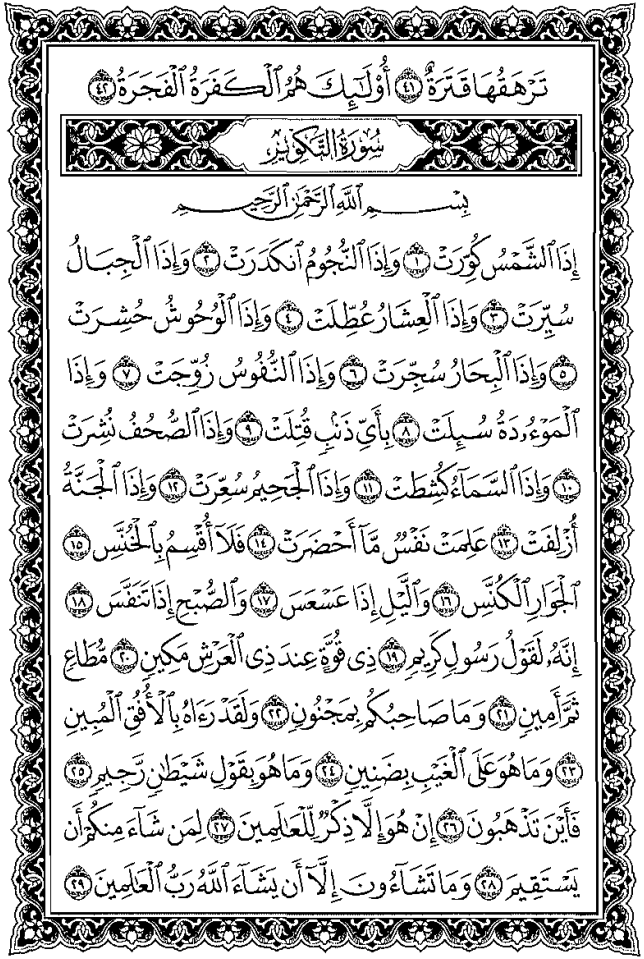 تَرْهَقُهَا قَتَرَةٌ ٤١ أُوْلَٰٓئِكَ هُمُ ٱلْكَفَرَةُ ٱلْفَجَرَةُ ٤٢
سُورَةُ التَّكْوِيرِ
بِسْمِ ٱللَّهِ ٱلرَّحْمَٰنِ ٱلرَّحِيمِ
إِذَا ٱلشَّمْسُ كُوِّرَتْ ١ وَإِذَا ٱلنُّجُومُ ٱنكَدَرَتْ ٢ وَإِذَا ٱلْجِبَالُ
سُيِّرَتْ ٣ وَإِذَا ٱلْعِشَارُ عُطِّلَتْ ٤ وَإِذَا ٱلْوُحُوشُ حُشِرَتْ
٥ وَإِذَا ٱلْبِحَارُ سُجِّرَتْ ٦ وَإِذَا ٱلنُّفُوسُ زُوِّجَتْ ٧ وَإِذَا
ٱلْمَوْءُۥدَةُ سُئِلَتْ ٨ بِأَيِّ ذَنۢبٍ قُتِلَتْ ٩ وَإِذَا ٱلصُّحُفُ نُشِرَتْ
١٠ وَإِذَا ٱلسَّمَآءُ كُشِطَتْ ١١ وَإِذَا ٱلْجَحِيمُ سُعِّرَتْ ١٢ وَإِذَا ٱلْجَنَّةُ
أُزْلِفَتْ ١٣ عَلِمَتْ نَفْسٌ مَّآ أَحْضَرَتْ ١٤ فَلَآ أُقْسِمُ بِٱلْخُنَّسِ ١٥
ٱلْجَوَارِ ٱلْكُنَّسِ ١٦ وَٱلَّيْلِ إِذَا عَسْعَسَ ١٧ وَٱلصُّبْحِ إِذَا تَنَفَّسَ ١٨
إِنَّهُۥ لَقَوْلُ رَسُولٍ كَرِيمٍ ١٩ ذِى قُوَّةٍ عِندَ ذِى ٱلْعَرْشِ مَكِينٍ ٢٠ مُّطَاعٍ
ثَمَّ أَمِينٍ ٢١ وَمَا صَاحِبُكُم بِمَجْنُونٍ ٢٢ وَلَقَدْ رَءَاهُ بِٱلْأُفُقِ ٱلْمُبِينِ
٢٣ وَمَا هُوَ عَلَى ٱلْغَيْبِ بِضَنِينٍ ٢٤ وَمَا هُوَ بِقَوْلِ شَيْطَٰنٍ رَّجِيمٍ ٢٥
فَأَيْنَ تَذْهَبُونَ ٢٦ إِنْ هُوَ إِلَّا ذِكْرٌ لِّلْعَٰلَمِينَ ٢٧ لِمَن شَآءَ مِنكُمْ أَن
يَسْتَقِيمَ ٢٨ وَمَا تَشَآءُونَ إِلَّآ أَن يَشَآءَ ٱللَّهُ رَبُّ ٱلْعَٰلَمِينَ ٢٩